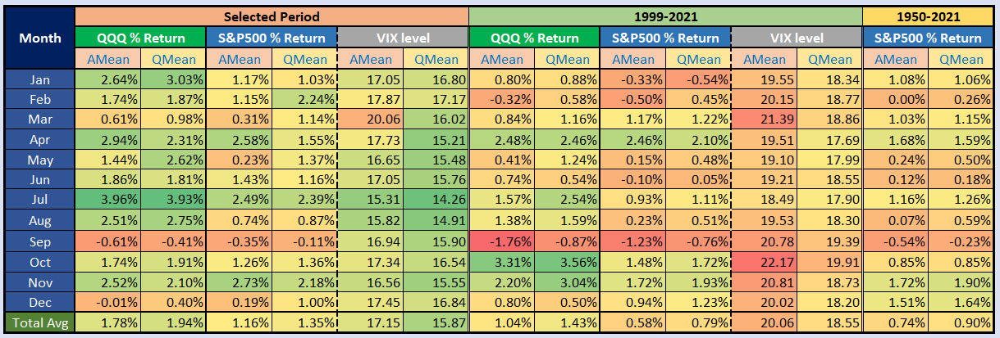 Selected Period 1999-2021 1950-2021
Month QQQ % Return S&P500 % Return VIX level QQQ % Return S&P500 % Return VIX level S&P500 % Return
AMean QMean AMean QMean AMean QMean AMean QMean AMean QMean AMean QMean AMean QMean
Jan 2.64% 3.03% 1.17% 1.03% 17.05 16.80 0.80% 0.88% -0.33% -0.54% 19.55 18.34 1.08% 1.06%
Feb 1.74% 1.87% 1.15% 2.24% 17.87 17.17 -0.32% 0.58% -0.50% 0.45% 20.15 18.77 0.00% 0.26%
Mar 0.61% 0.98% 0.31% 1.14% 20.06 16.02 0.84% 1.16% 1.17% 1.22% 21.39 18.86 1.03% 1.15%
Apr 2.94% 2.31% 2.58% 1.55% 17.73 15.21 2.48% 2.46% 2.46% 2.10% 19.51 17.69 1.68% 1.59%
May 1.44% 2.62% 0.23% 1.37% 16.65 15.48 0.41% 1.24% 0.15% 0.48% 19.10 17.99 0.24% 0.50%
Jun 1.86% 1.81% 1.43% 1.16% 17.05 15.76 0.74% 0.54% -0.10% 0.05% 19.21 18.55 0.12% 0.18%
Jul 3.96% 3.93% 2.49% 2.39% 15.31 14.26 1.57% 2.54% 0.93% 1.11% 18.49 17.90 1.16% 1.26%
Aug 2.51% 2.75% 0.74% 0.87% 15.82 14.91 1.38% 1.59% 0.23% 0.51% 19.53 18.30 0.07% 0.59%
Sep -0.61% -0.41% -0.35% -0.11% 16.94 15.90 -1.76% -0.87% -1.23% -0.76% 20.78 19.39 -0.54% -0.23%
Oct 1.74% 1.91% 1.26% 1.36% 17.34 16.54 3.31% 3.56% 1.48% 1.72% 22.17 19.91 0.85% 0.85%
Nov 2.52% 2.10% 2.73% 2.18% 16.56 15.55 2.20% 3.04% 1.72% 1.93% 20.81 18.73 1.72% 1.90%
Dec -0.01% 0.40% 0.19% 1.00% 17.45 16.84 0.80% 0.50% 0.94% 1.23% 20.02 18.20 1.51% 1.64%
Total Avg 1.78% 1.94% 1.16% 1.35% 17.15 15.87 1.04% 1.43% 0.58% 0.79% 20.06 18.55 0.74% 0.90%